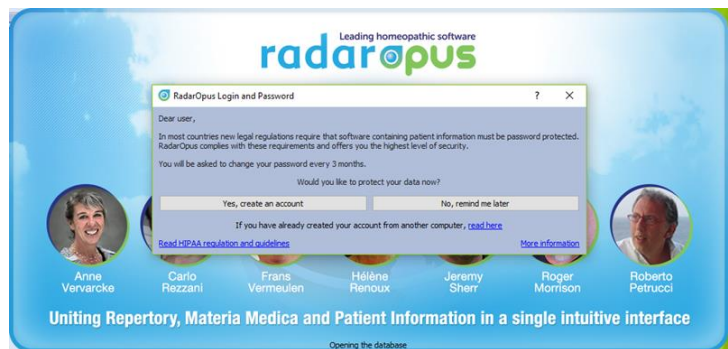 Leading homeopathic software
radaropus
RadarOpus Login and Password
?
X
Dear user,
In most countries new legal regulations require that software containing patient information must be password protected.
RadarOpus complies with these requirements and offers you the highest level of security.
You will be asked to change your password every 3 months.
Would you like to protect your data now?
Yes, create an account
No, remind me later
If you have already created your account from another computer, read here
Read HIPAA regulation and guidelines
More information
Anne
Vervarcke
Carlo
Rezzani
Frans
Vermeulen
Hélène
Renoux
Jeremy
Sherr
Roger
Morrison
Roberto
Petrucci
Uniting Repertory, Materia Medica and Patient Information in a single intuitive interface
Opening the database